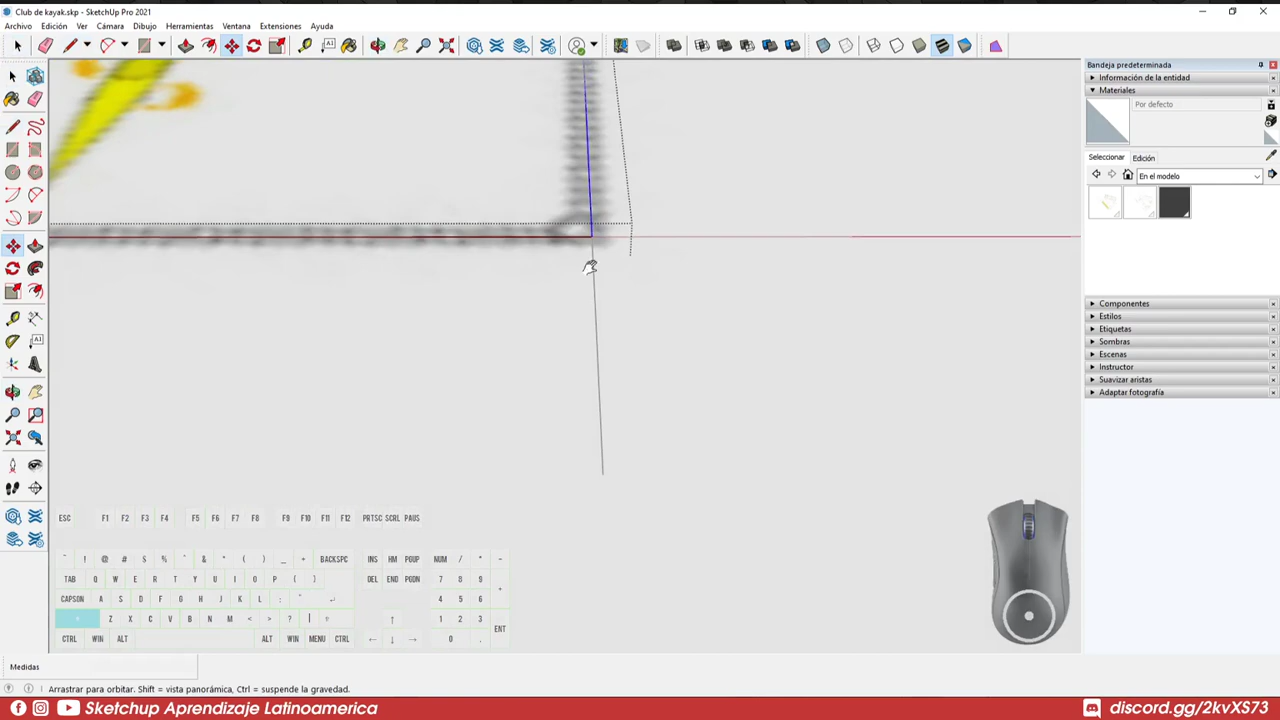 Club de kayak.skp - SketchUp Pro 2021
Archivo Edición Ver Cámara Dibujo Herramientas Ventana Extensiones Ayuda
Bandeja predeterminada
Información de la entidad
Materiales
Por defecto
Seleccionar Edición
En el modelo
Componentes
Estilos
Etiquetas
Sombras
Escenas
Instructor
Suavizar aristas
Adaptar fotografía
ESC F1 F2 F3 F4 F5 F6 F7 F8 F9 F10 F11 F12 PRTSC SCRL PAUS
~ ! @ # $ % ^ & * ( ) _ + BACKSPC INS HM PGUP NUM / * -
TAB Q W E R T Y U I O P { } DEL END PGDN 7 8 9 +
CAPSON A S D F G H J K L : 4 5 6
Z X C V B N M < > ? | 1 2 3 ENT
CTRL WIN ALT ALT WIN MENU CTRL 0 .
Medidas
Arrastrar para orbitar. Shift = vista panorámica, Ctrl = suspende la gravedad.
Sketchup Aprendizaje Latinoamerica
discord.gg/2kvXS73